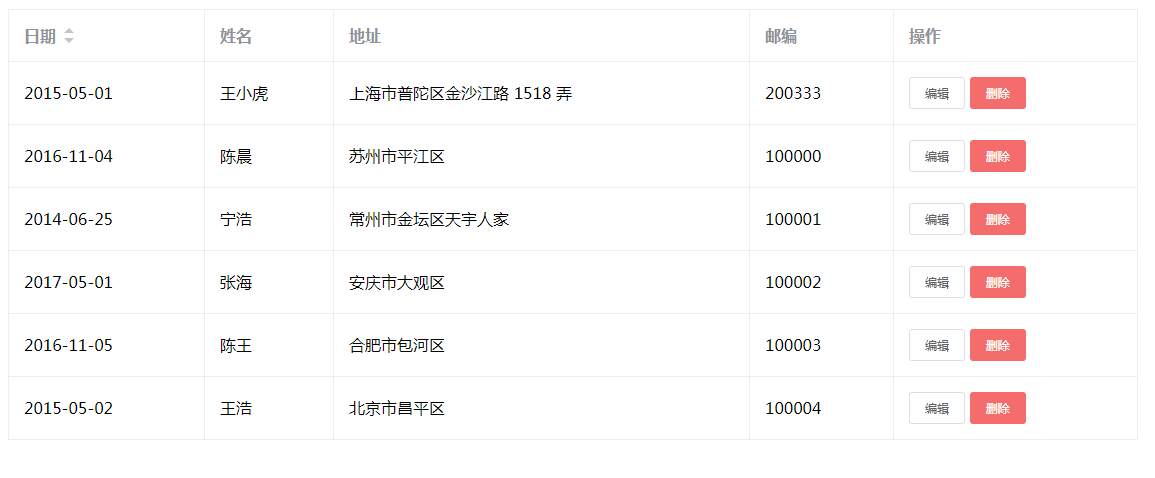 日期 姓名 地址 邮编 操作
2015-05-01 王小虎 上海市普陀区金沙江路 1518 弄 200333 编辑 删除
2016-11-04 陈晨 苏州市平江区 100000 编辑 删除
2014-06-25 宁浩 常州市金坛区天宇人家 100001 编辑 删除
2017-05-01 张海 安庆市大观区 100002 编辑 删除
2016-11-05 陈王 合肥市包河区 100003 编辑 删除
2015-05-02 王浩 北京市昌平区 100004 编辑 删除